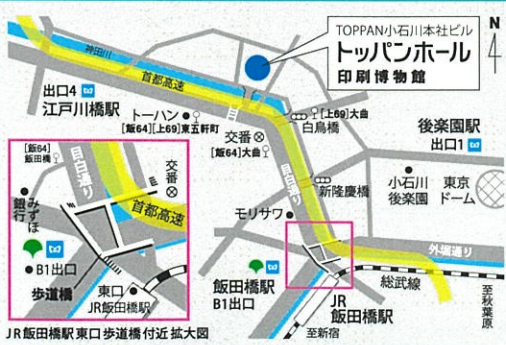 TOPPAN小石川本社ビル
トッパンホール
印刷博物館
N
神田川
首都高速
出口4
江戸川橋駅
トーハン
[飯64][上69]東五軒町
[上69]大曲
白鳥橋
交番
[飯64]大曲
後楽園駅
出口1
目白通り
新隆慶橋
小石川
後楽園
東京
ドーム
モリサワ
外堀通り
飯田橋駅
B1出口
JR
飯田橋駅
総武線
至新宿
至秋葉原
[飯64]
飯田橋
目白通り
交番
首都高速
みずほ
銀行
B1出口
歩道橋
東口
JR飯田橋駅
JR飯田橋駅東口歩道橋付近 拡大図